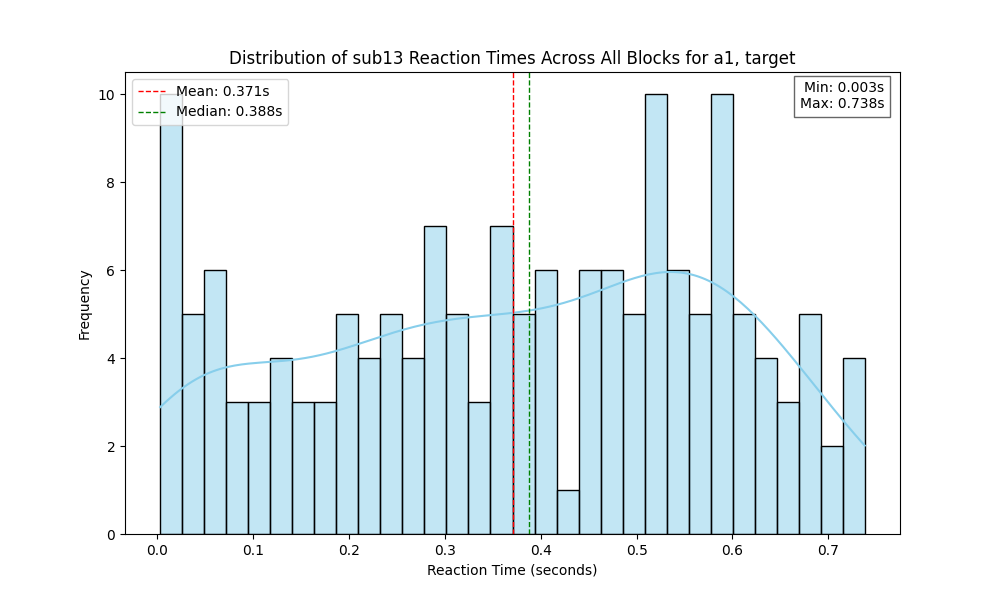 Distribution of sub13 Reaction Times Across All Blocks for a1, target
Mean: 0.371s
Median: 0.388s
Min: 0.003s
Max: 0.738s
10
8
6
4
2
0
Frequency
0.0 0.1 0.2 0.3 0.4 0.5 0.6 0.7
Reaction Time (seconds)